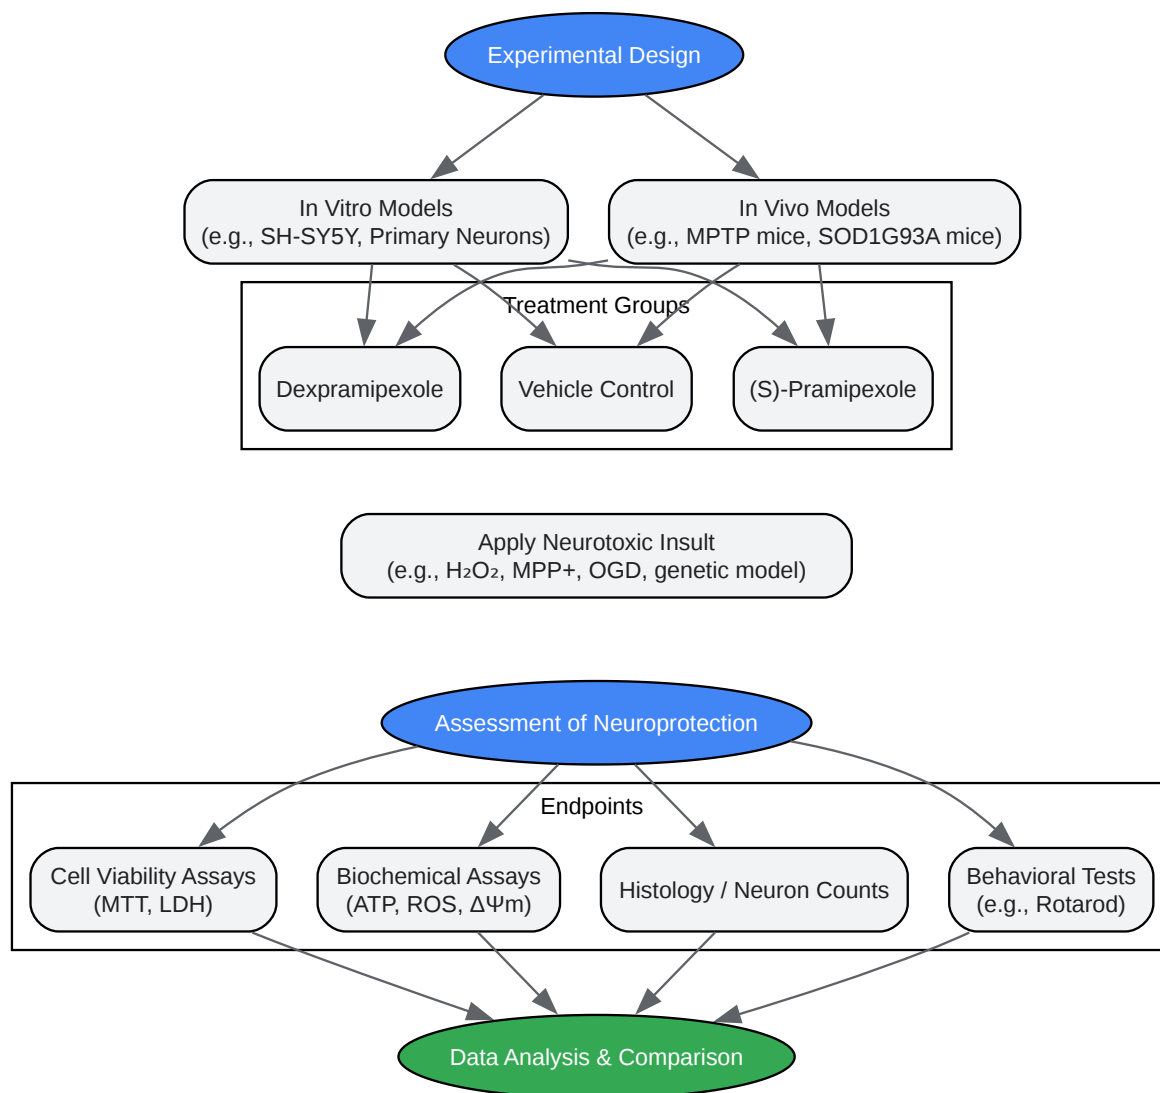 Experimental Design
In Vitro Models
(e.g., SH-SY5Y, Primary Neurons)
In Vivo Models
(e.g., MPTP mice, SOD1G93A mice)
Treatment Groups
Dexpramipexole
Vehicle Control
(S)-Pramipexole
Apply Neurotoxic Insult
(e.g., H₂O₂, MPP+, OGD, genetic model)
Assessment of Neuroprotection
Endpoints
Cell Viability Assays
(MTT, LDH)
Biochemical Assays
(ATP, ROS, ΔΨm)
Histology / Neuron Counts
Behavioral Tests
(e.g., Rotarod)
Data Analysis & Comparison